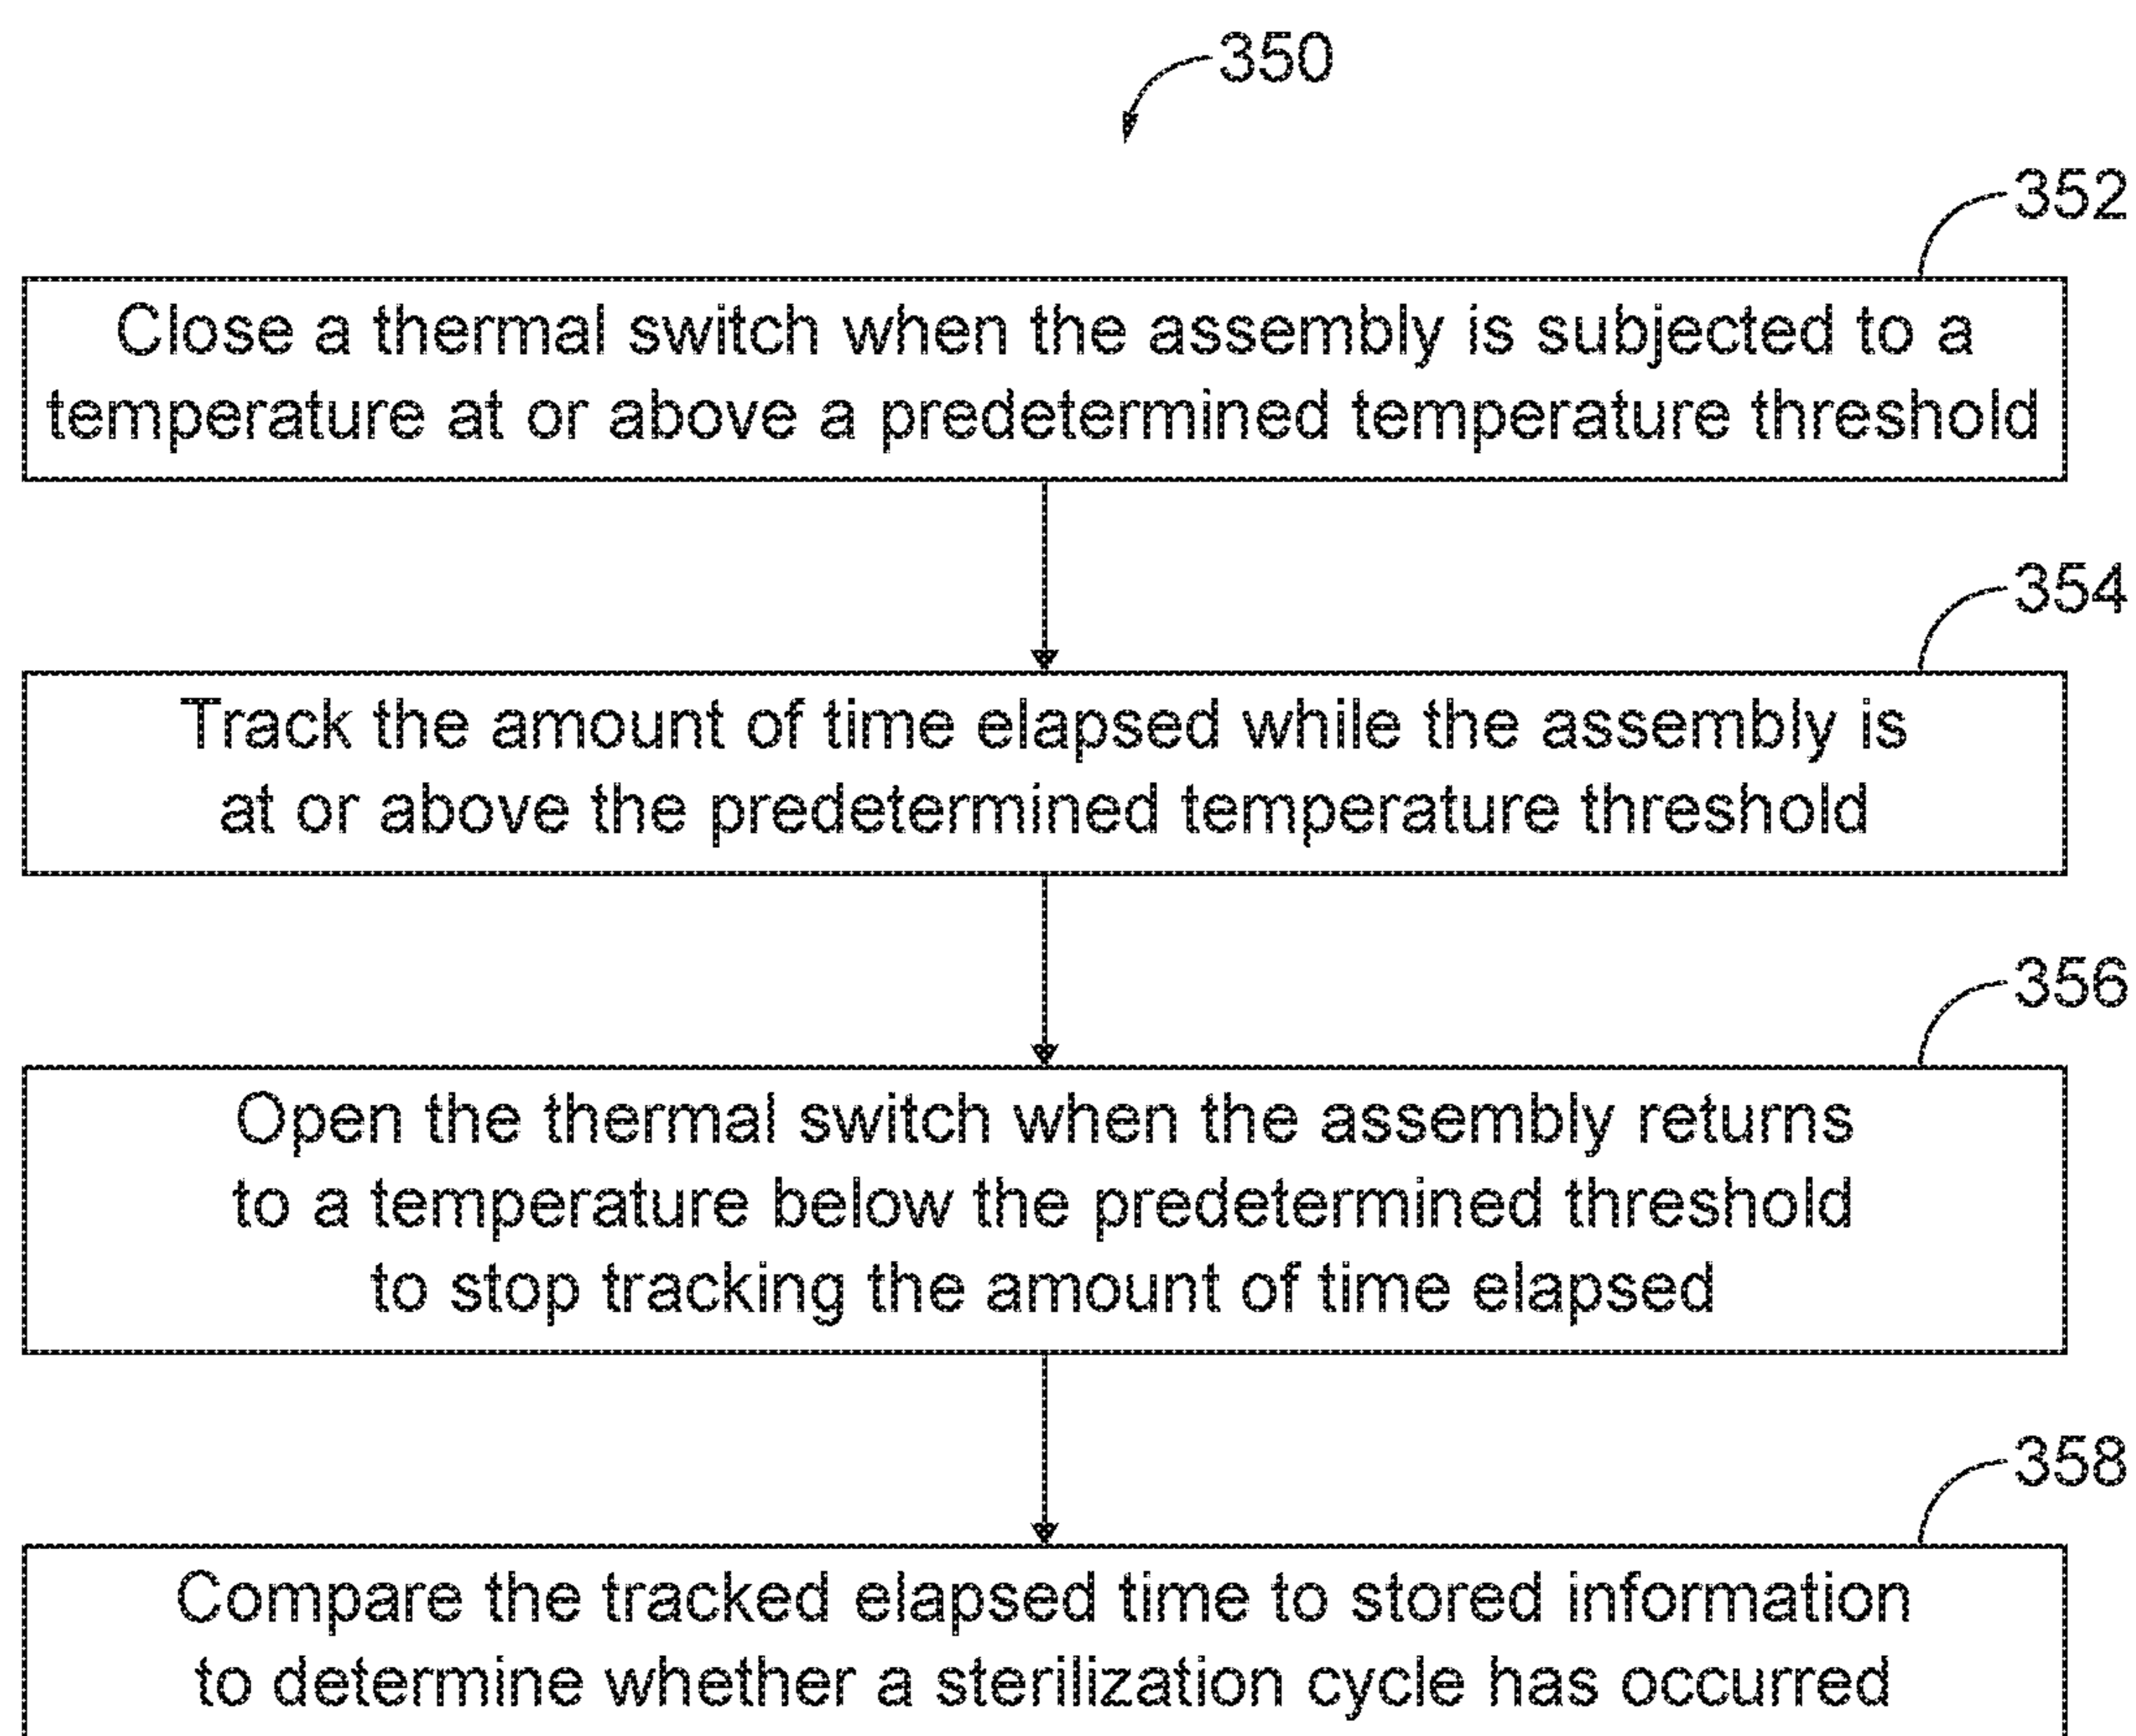 350
352
Close a thermal switch when the assembly is subjected to a
temperature at or above a predetermined temperature threshold
354
Track the amount of time elapsed while the assembly is
at or above the predetermined temperature threshold
356
Open the thermal switch when the assembly returns
to a temperature below the predetermined threshold
to stop tracking the amount of time elapsed
358
Compare the tracked elapsed time to stored information
to determine whether a sterilization cycle has occurred